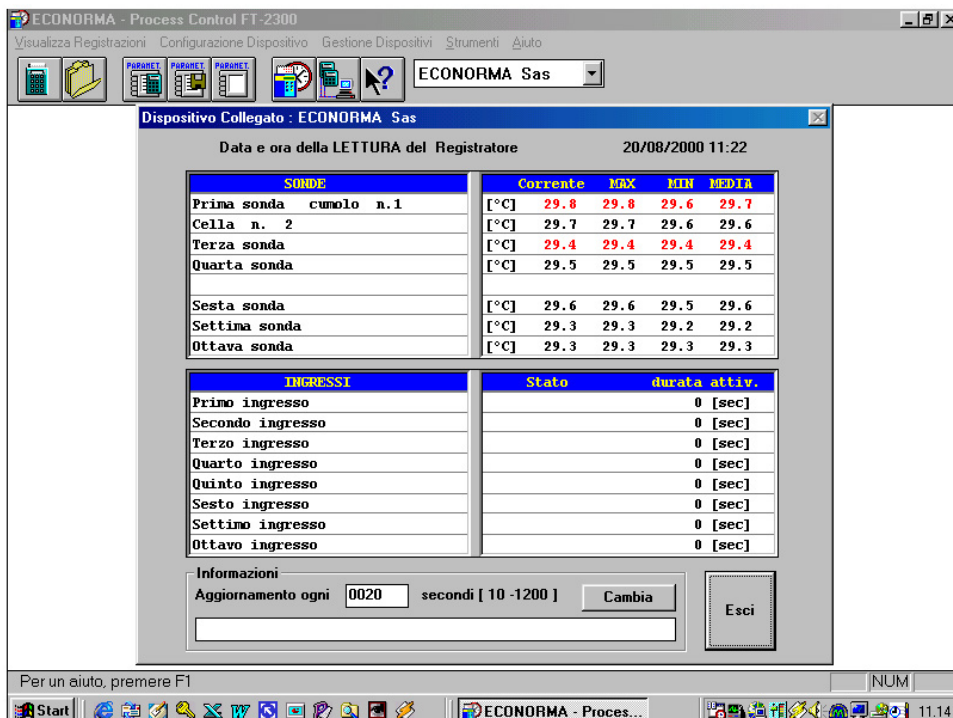 ECONORMA - Process Control FT-2300
Visualizza Registrazioni Configurazione Dispositivo Gestione Dispositivi Strumenti Aiuto
PARAMET. PARAMET. PARAMET.
ECONORMA Sas
Dispositivo Collegato : ECONORMA Sas
Data e ora della LETTURA del Registratore 20/08/2000 11:22
SONDE Corrente MAX MIN MEDIA
Prima sonda cumolo n.1 [°C] 29.8 29.8 29.6 29.7
Cella n. 2 [°C] 29.7 29.7 29.6 29.6
Terza sonda [°C] 29.4 29.4 29.4 29.4
Quarta sonda [°C] 29.5 29.5 29.5 29.5
Sesta sonda [°C] 29.6 29.6 29.5 29.6
Settima sonda [°C] 29.3 29.3 29.2 29.2
Ottava sonda [°C] 29.3 29.3 29.3 29.3
INGRESSI Stato durata attiv.
Primo ingresso 0 [sec]
Secondo ingresso 0 [sec]
Terzo ingresso 0 [sec]
Quarto ingresso 0 [sec]
Quinto ingresso 0 [sec]
Sesto ingresso 0 [sec]
Settimo ingresso 0 [sec]
Ottavo ingresso 0 [sec]
Informazioni
Aggiornamento ogni 0020 secondi [ 10 -1200 ] Cambia
Esci
Per un aiuto, premere F1 NUM
Start ECONORMA - Proces... 11.14